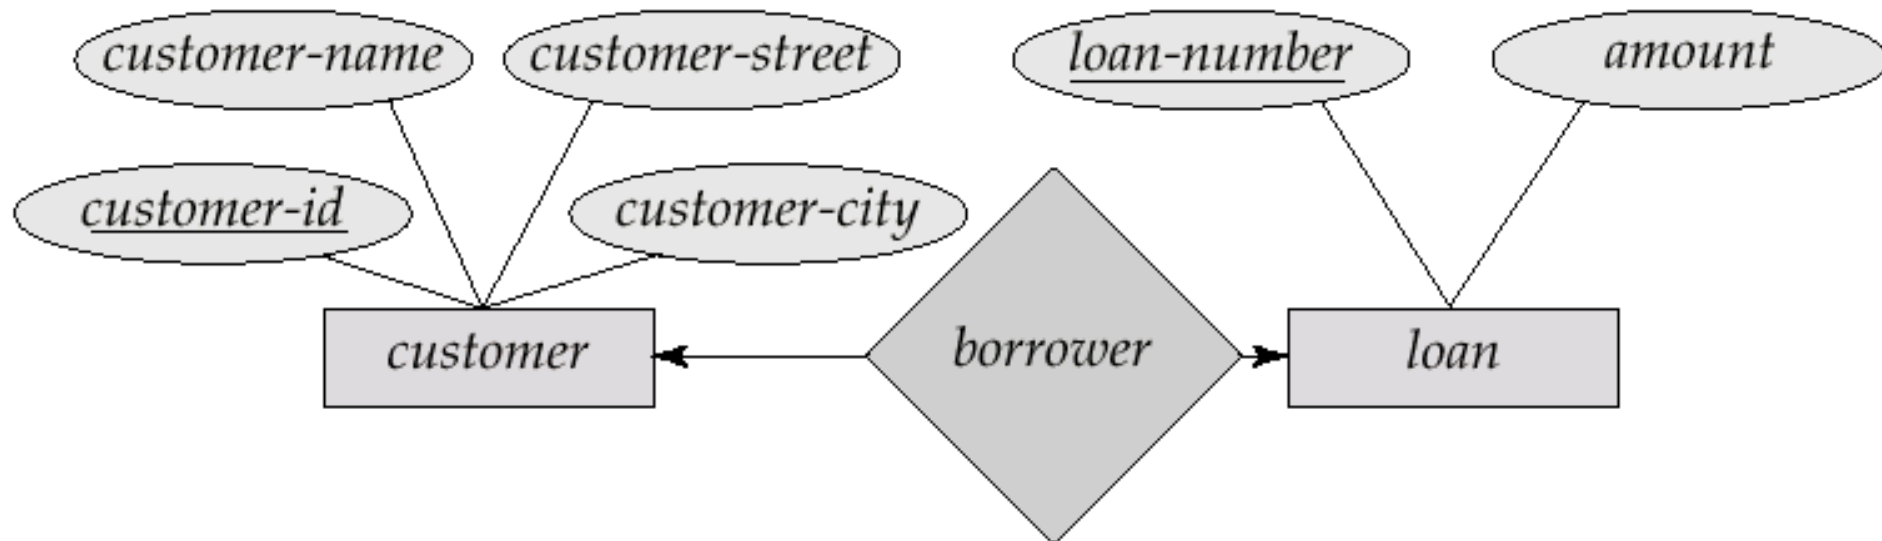 customer-name customer-street loan-number amount
customer-id customer-city
customer borrower loan